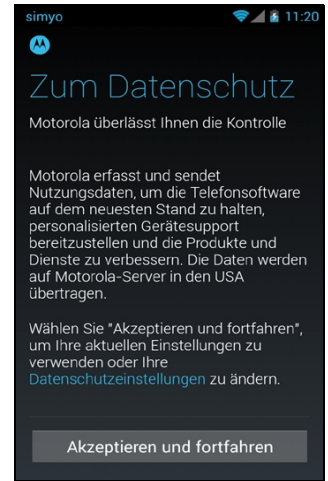 simyo 11:20
Zum Datenschutz
Motorola überlässt Ihnen die Kontrolle
Motorola erfasst und sendet
Nutzungsdaten, um die Telefonsoftware
auf dem neuesten Stand zu halten,
personalisierten Gerätesupport
bereitzustellen und die Produkte und
Dienste zu verbessern. Die Daten werden
auf Motorola-Server in den USA
übertragen.
Wählen Sie "Akzeptieren und fortfahren",
um Ihre aktuellen Einstellungen zu
verwenden oder Ihre
Datenschutzeinstellungen zu ändern.
Akzeptieren und fortfahren